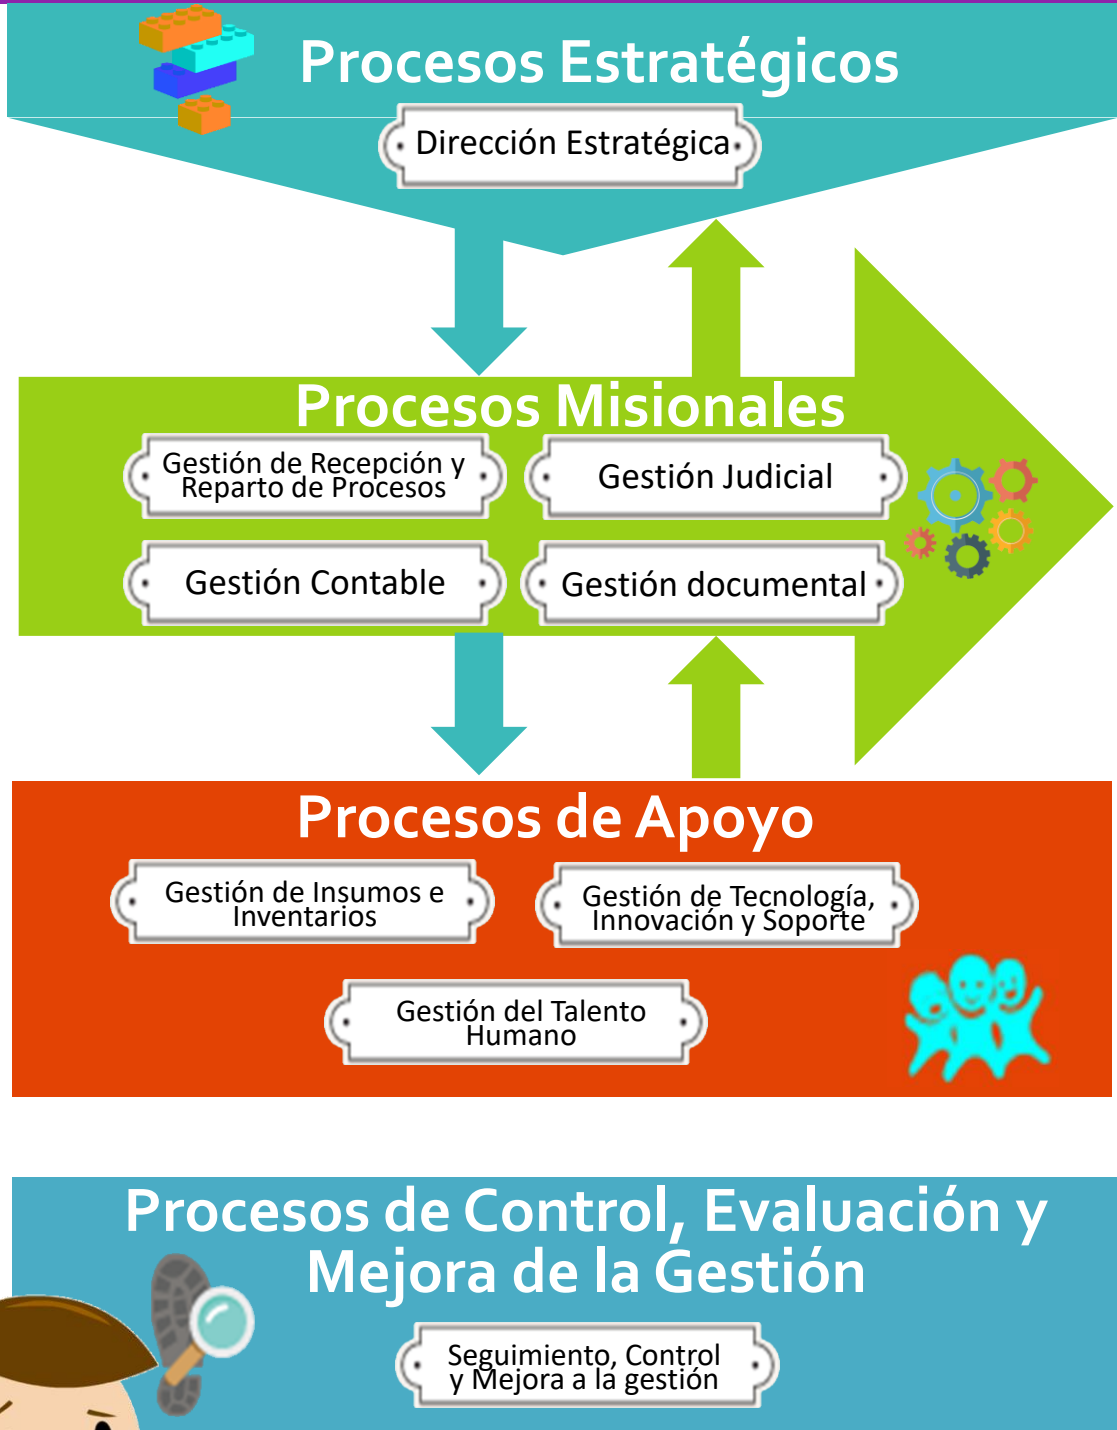 Procesos Estratégicos
Dirección Estratégica
Procesos Misionales
Gestión de Recepción y
Reparto de Procesos
Gestión Judicial
Gestión Contable
Gestión documental
Procesos de Apoyo
Gestión de Insumos e
Inventarios
Gestión de Tecnología,
Innovación y Soporte
Gestión del Talento
Humano
Procesos de Control, Evaluación y
Mejora de la Gestión
Seguimiento, Control
y Mejora a la gestión